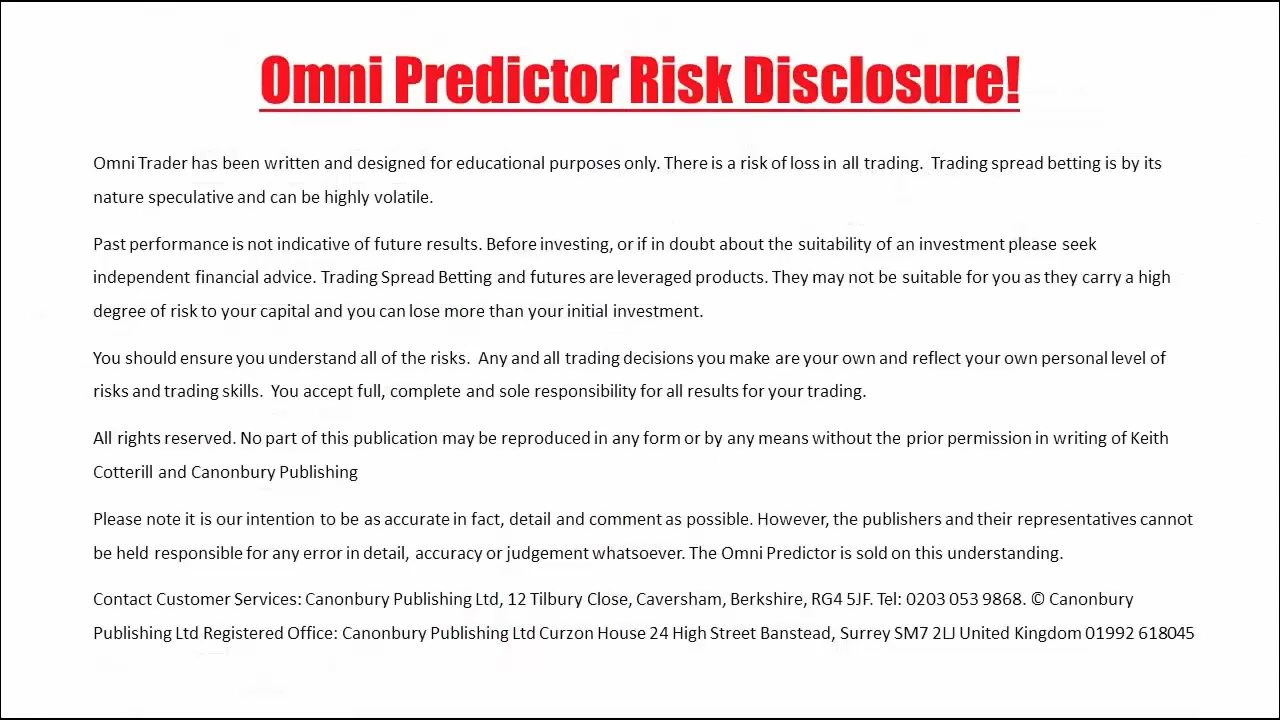 Omni Predictor Risk Disclosure!
Omni Trader has been written and designed for educational purposes only. There is a risk of loss in all trading.  Trading spread betting is by its
nature speculative and can be highly volatile.
Past performance is not indicative of future results. Before investing, or if in doubt about the suitability of an investment please seek
independent financial advice. Trading Spread Betting and futures are leveraged products. They may not be suitable for you as they carry a high
degree of risk to your capital and you can lose more than your initial investment.
You should ensure you understand all of the risks.  Any and all trading decisions you make are your own and reflect your own personal level of
risks and trading skills.  You accept full, complete and sole responsibility for all results for your trading.
All rights reserved. No part of this publication may be reproduced in any form or by any means without the prior permission in writing of Keith
Cotterill and Canonbury Publishing
Please note it is our intention to be as accurate in fact, detail and comment as possible. However, the publishers and their representatives cannot
be held responsible for any error in detail, accuracy or judgement whatsoever. The Omni Predictor is sold on this understanding.
Contact Customer Services: Canonbury Publishing Ltd, 12 Tilbury Close, Caversham, Berkshire, RG4 5JF. Tel: 0203 053 9868. © Canonbury
Publishing Ltd Registered Office: Canonbury Publishing Ltd Curzon House 24 High Street Banstead, Surrey SM7 2LJ United Kingdom 01992 618045